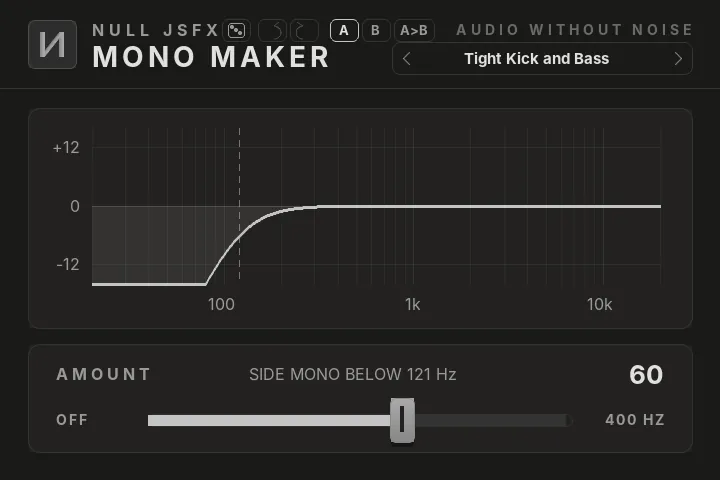 NULL JSFX A B A>B AUDIO WITHOUT NOISE
MONO MAKER
Tight Kick and Bass
+12
0
-12
100 1k 10k
AMOUNT SIDE MONO BELOW 121 Hz 60
OFF 400 HZ